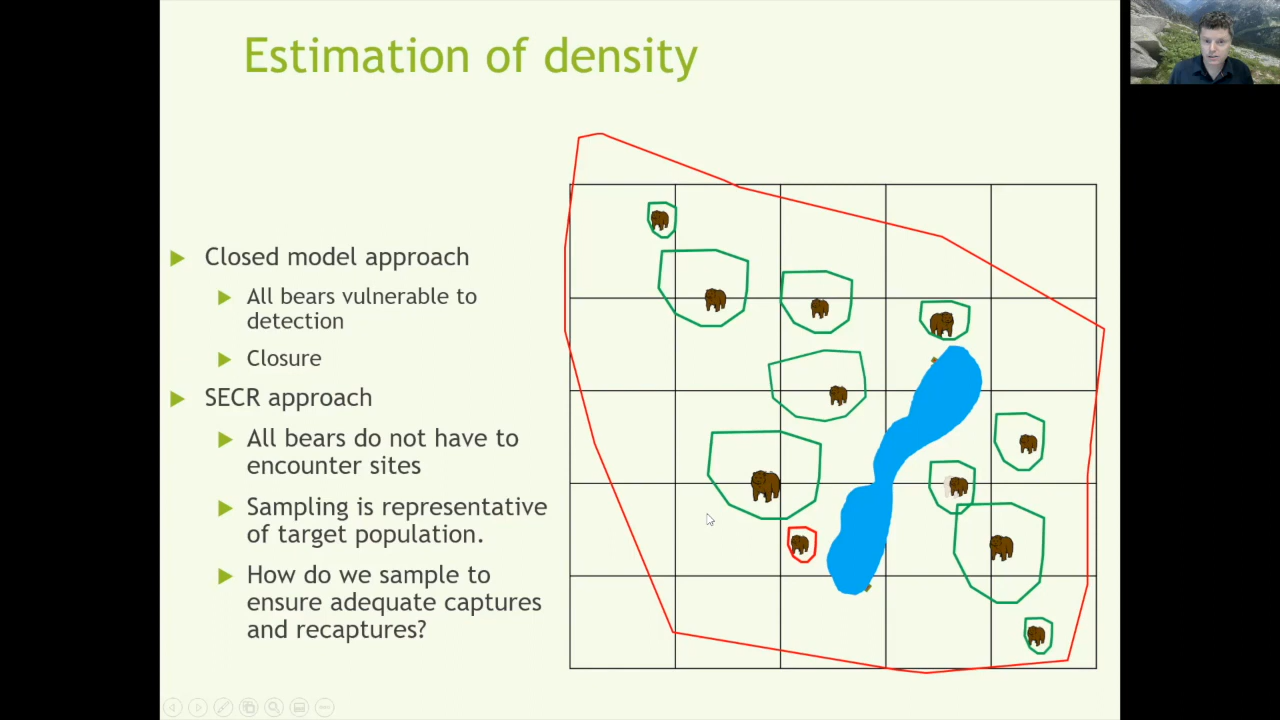 Estimation of density
Closed model approach
All bears vulnerable to
detection
Closure
SECR approach
All bears do not have to
encounter sites
Sampling is representative
of target population.
How do we sample to
ensure adequate captures
and recaptures?